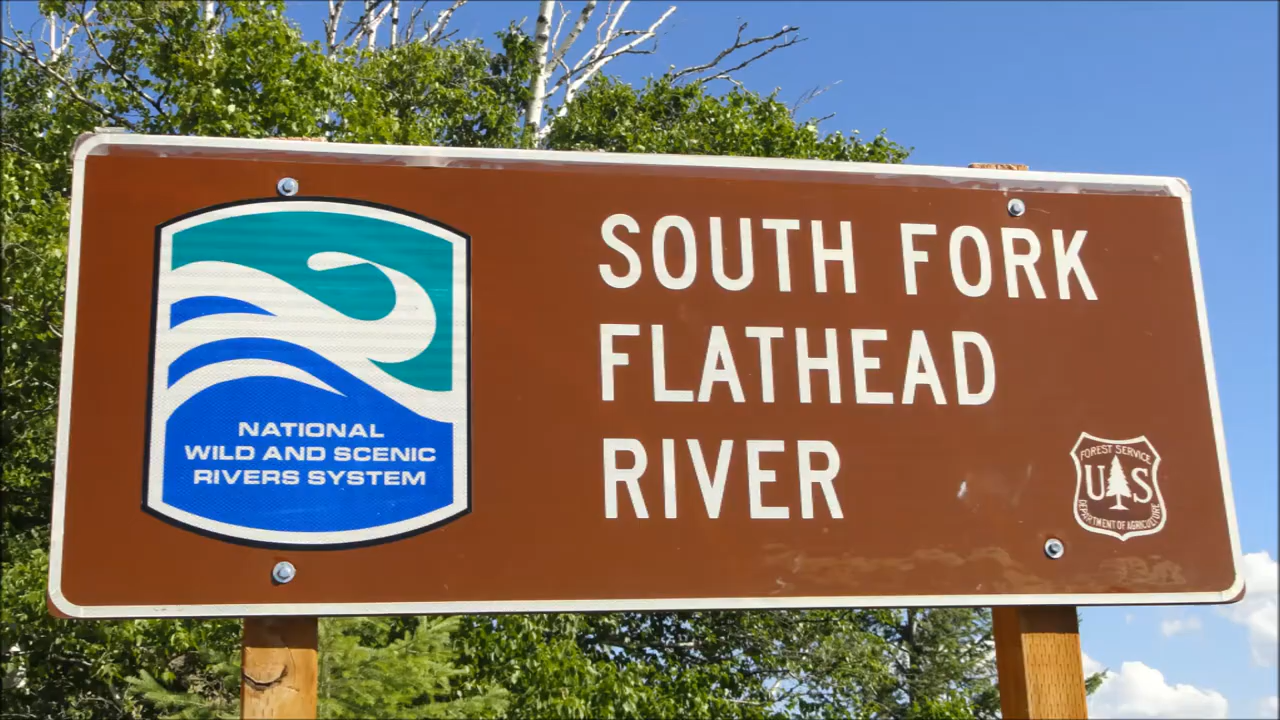 NATIONAL
WILD AND SCENIC
RIVERS SYSTEM
SOUTH FORK
FLATHEAD
RIVER
FOREST SERVICE
US
DEPARTMENT OF AGRICULTURE